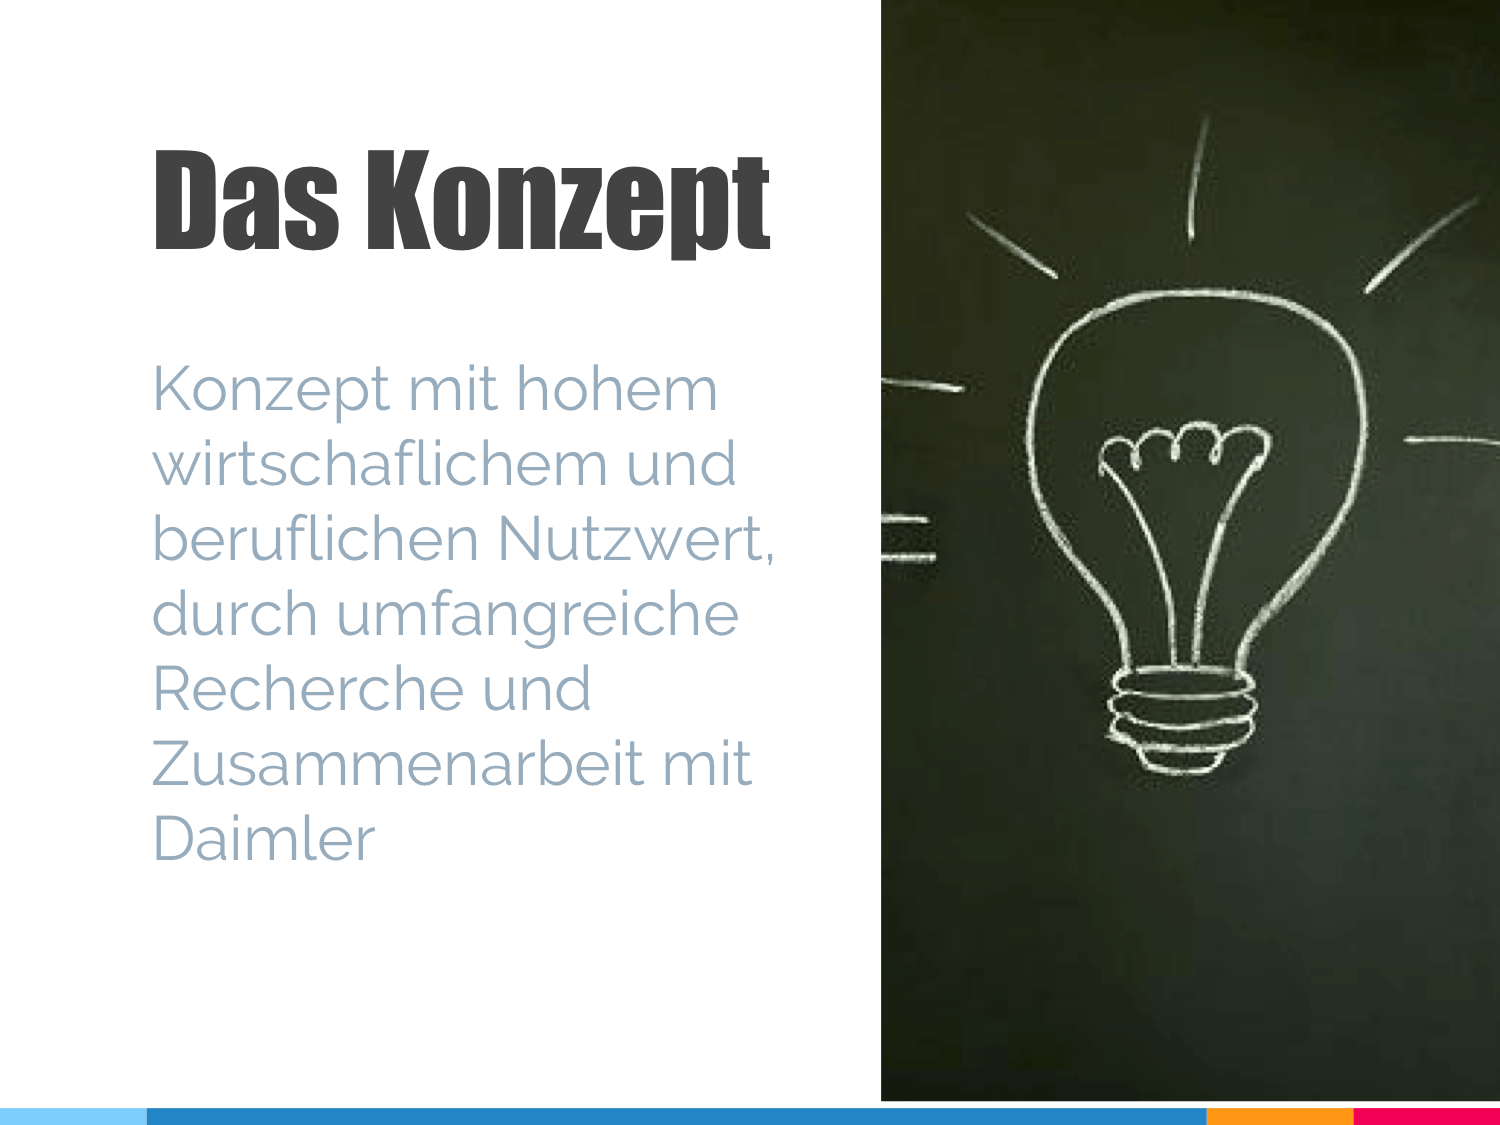 Das Konzept
Konzept mit hohem
wirtschaflichem und
beruflichen Nutzwert,
durch umfangreiche
Recherche und
Zusammenarbeit mit
Daimler